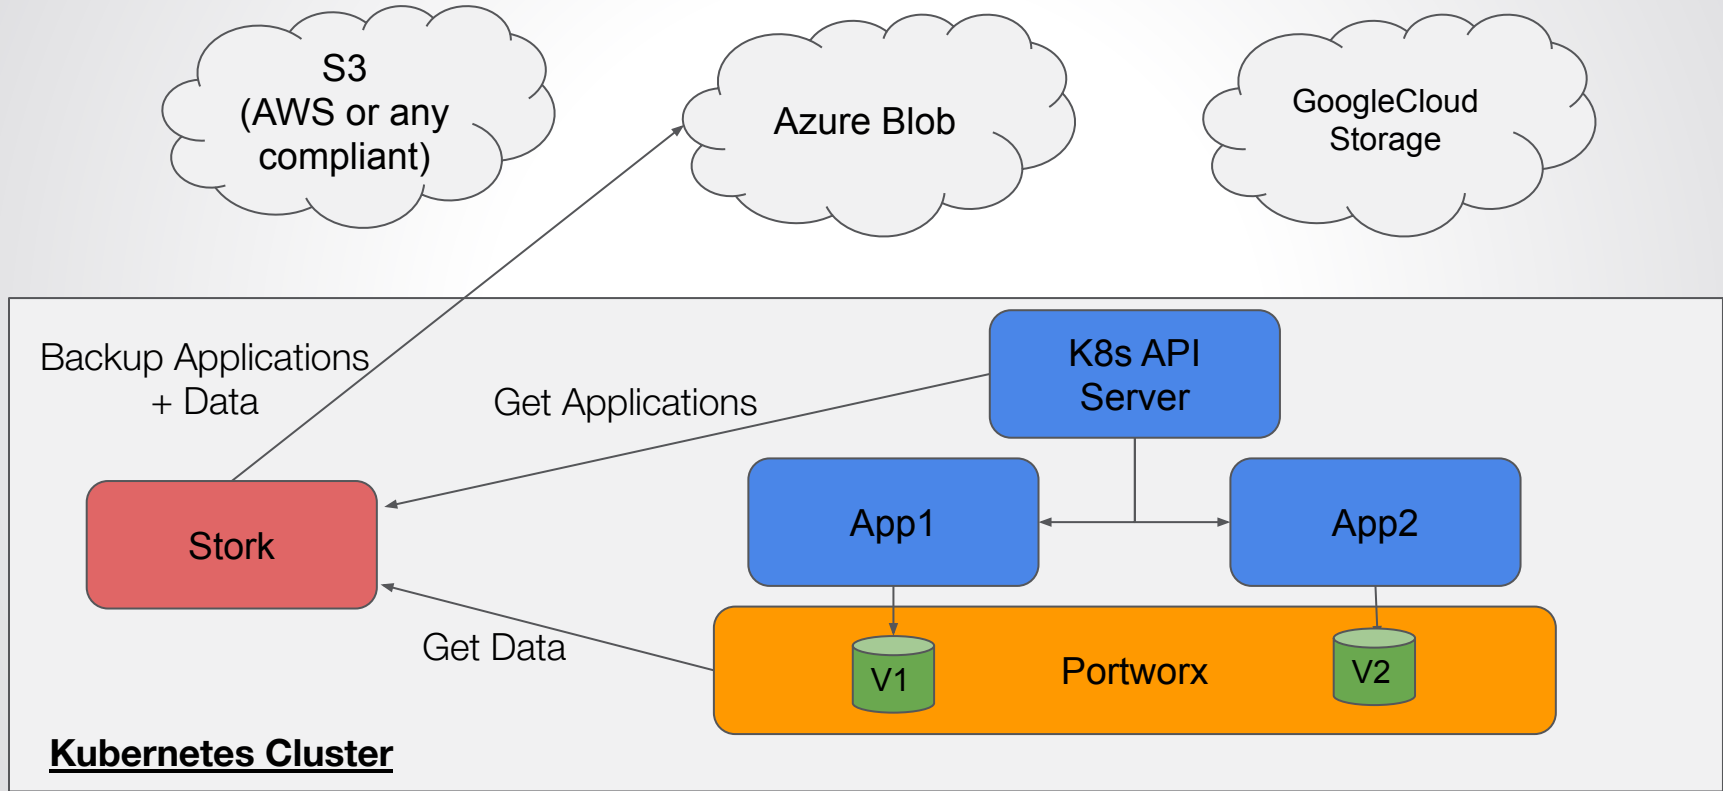 S3
(AWS or any
compliant)
Azure Blob
GoogleCloud
Storage
Backup Applications
+ Data
Get Applications
K8s API
Server
Stork
App1
App2
Get Data
V1
Portworx
V2
Kubernetes Cluster